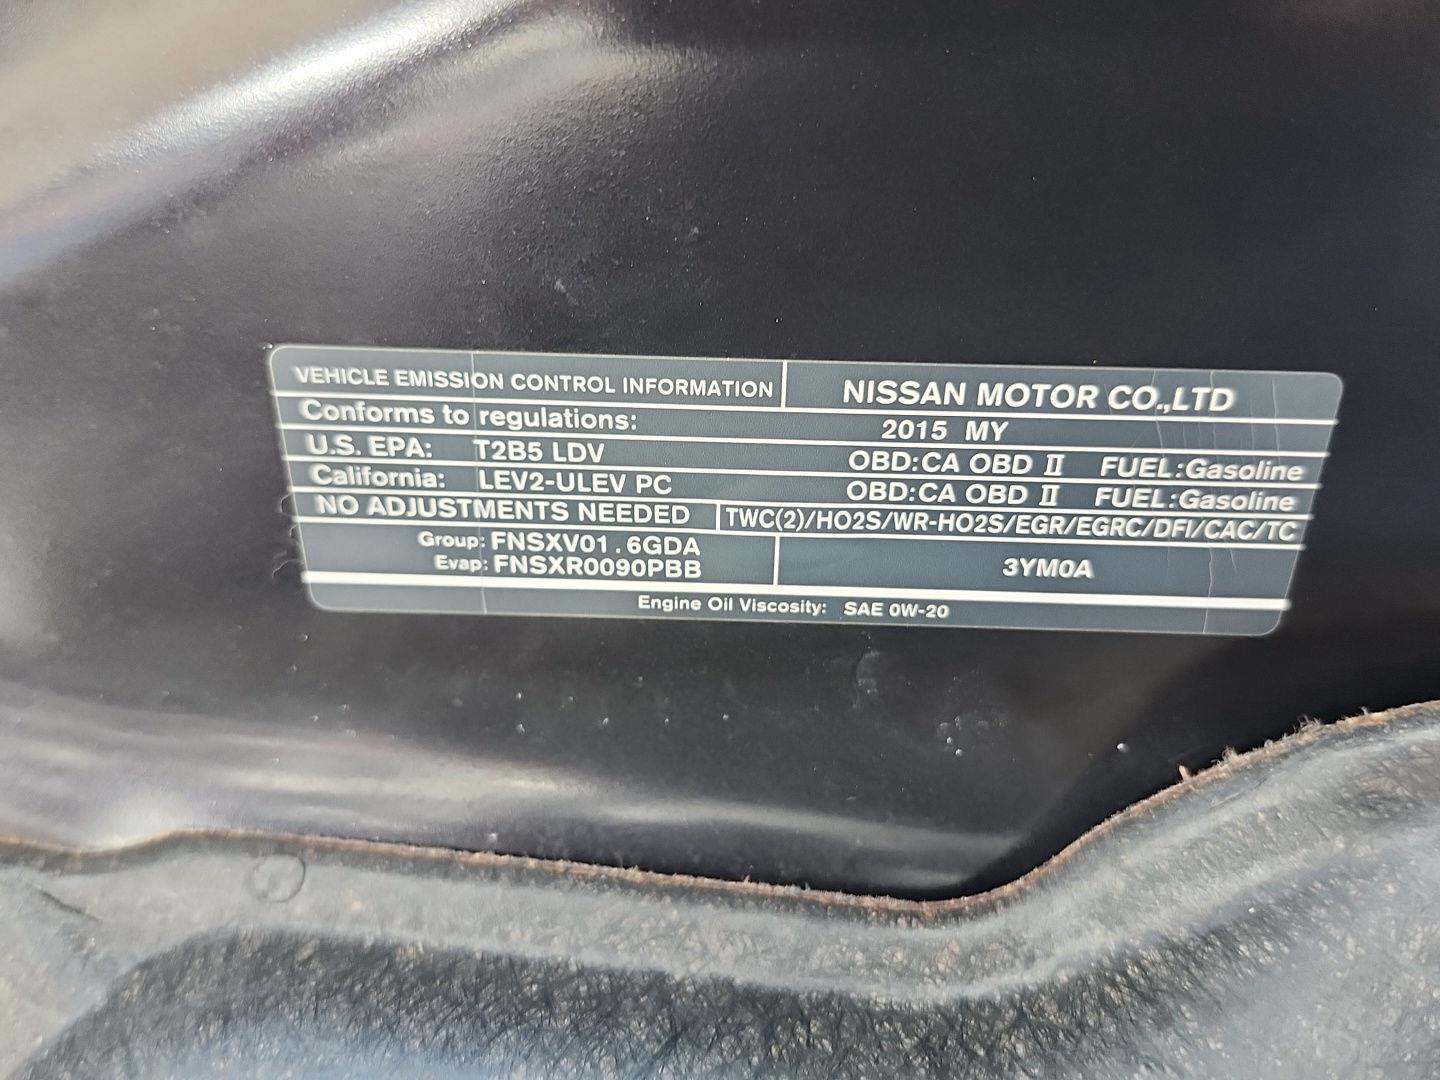 VEHICLE EMISSION CONTROL INFORMATION NISSAN MOTOR CO.,LTD
Conforms to regulations: 2015 MY
U.S. EPA: T2B5 LDV OBD:CA OBD II FUEL:Gasoline
California: LEV2-ULEV PC OBD:CA OBD II FUEL:Gasoline
NO ADJUSTMENTS NEEDED TWC(2)/HO2S/WR-HO2S/EGR/EGRC/DFI/CAC/TC
Group: FNSXV01.6GDA
Evap: FNSXR0090PBB
3YM0A
Engine Oil Viscosity: SAE 0W-20